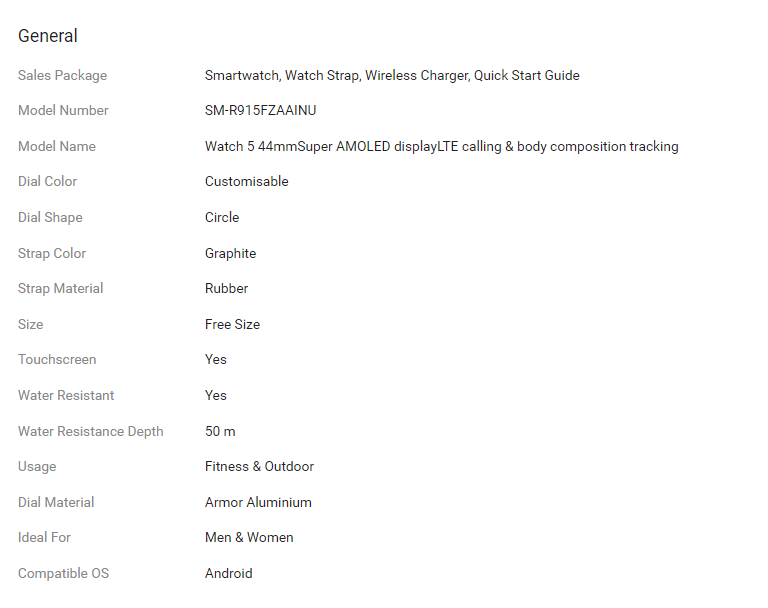 General
Sales Package Smartwatch, Watch Strap, Wireless Charger, Quick Start Guide
Model Number SM-R915FZAAINU
Model Name Watch 5 44mmSuper AMOLED displayLTE calling & body composition tracking
Dial Color Customisable
Dial Shape Circle
Strap Color Graphite
Strap Material Rubber
Size Free Size
Touchscreen Yes
Water Resistant Yes
Water Resistance Depth 50 m
Usage Fitness & Outdoor
Dial Material Armor Aluminium
Ideal For Men & Women
Compatible OS Android